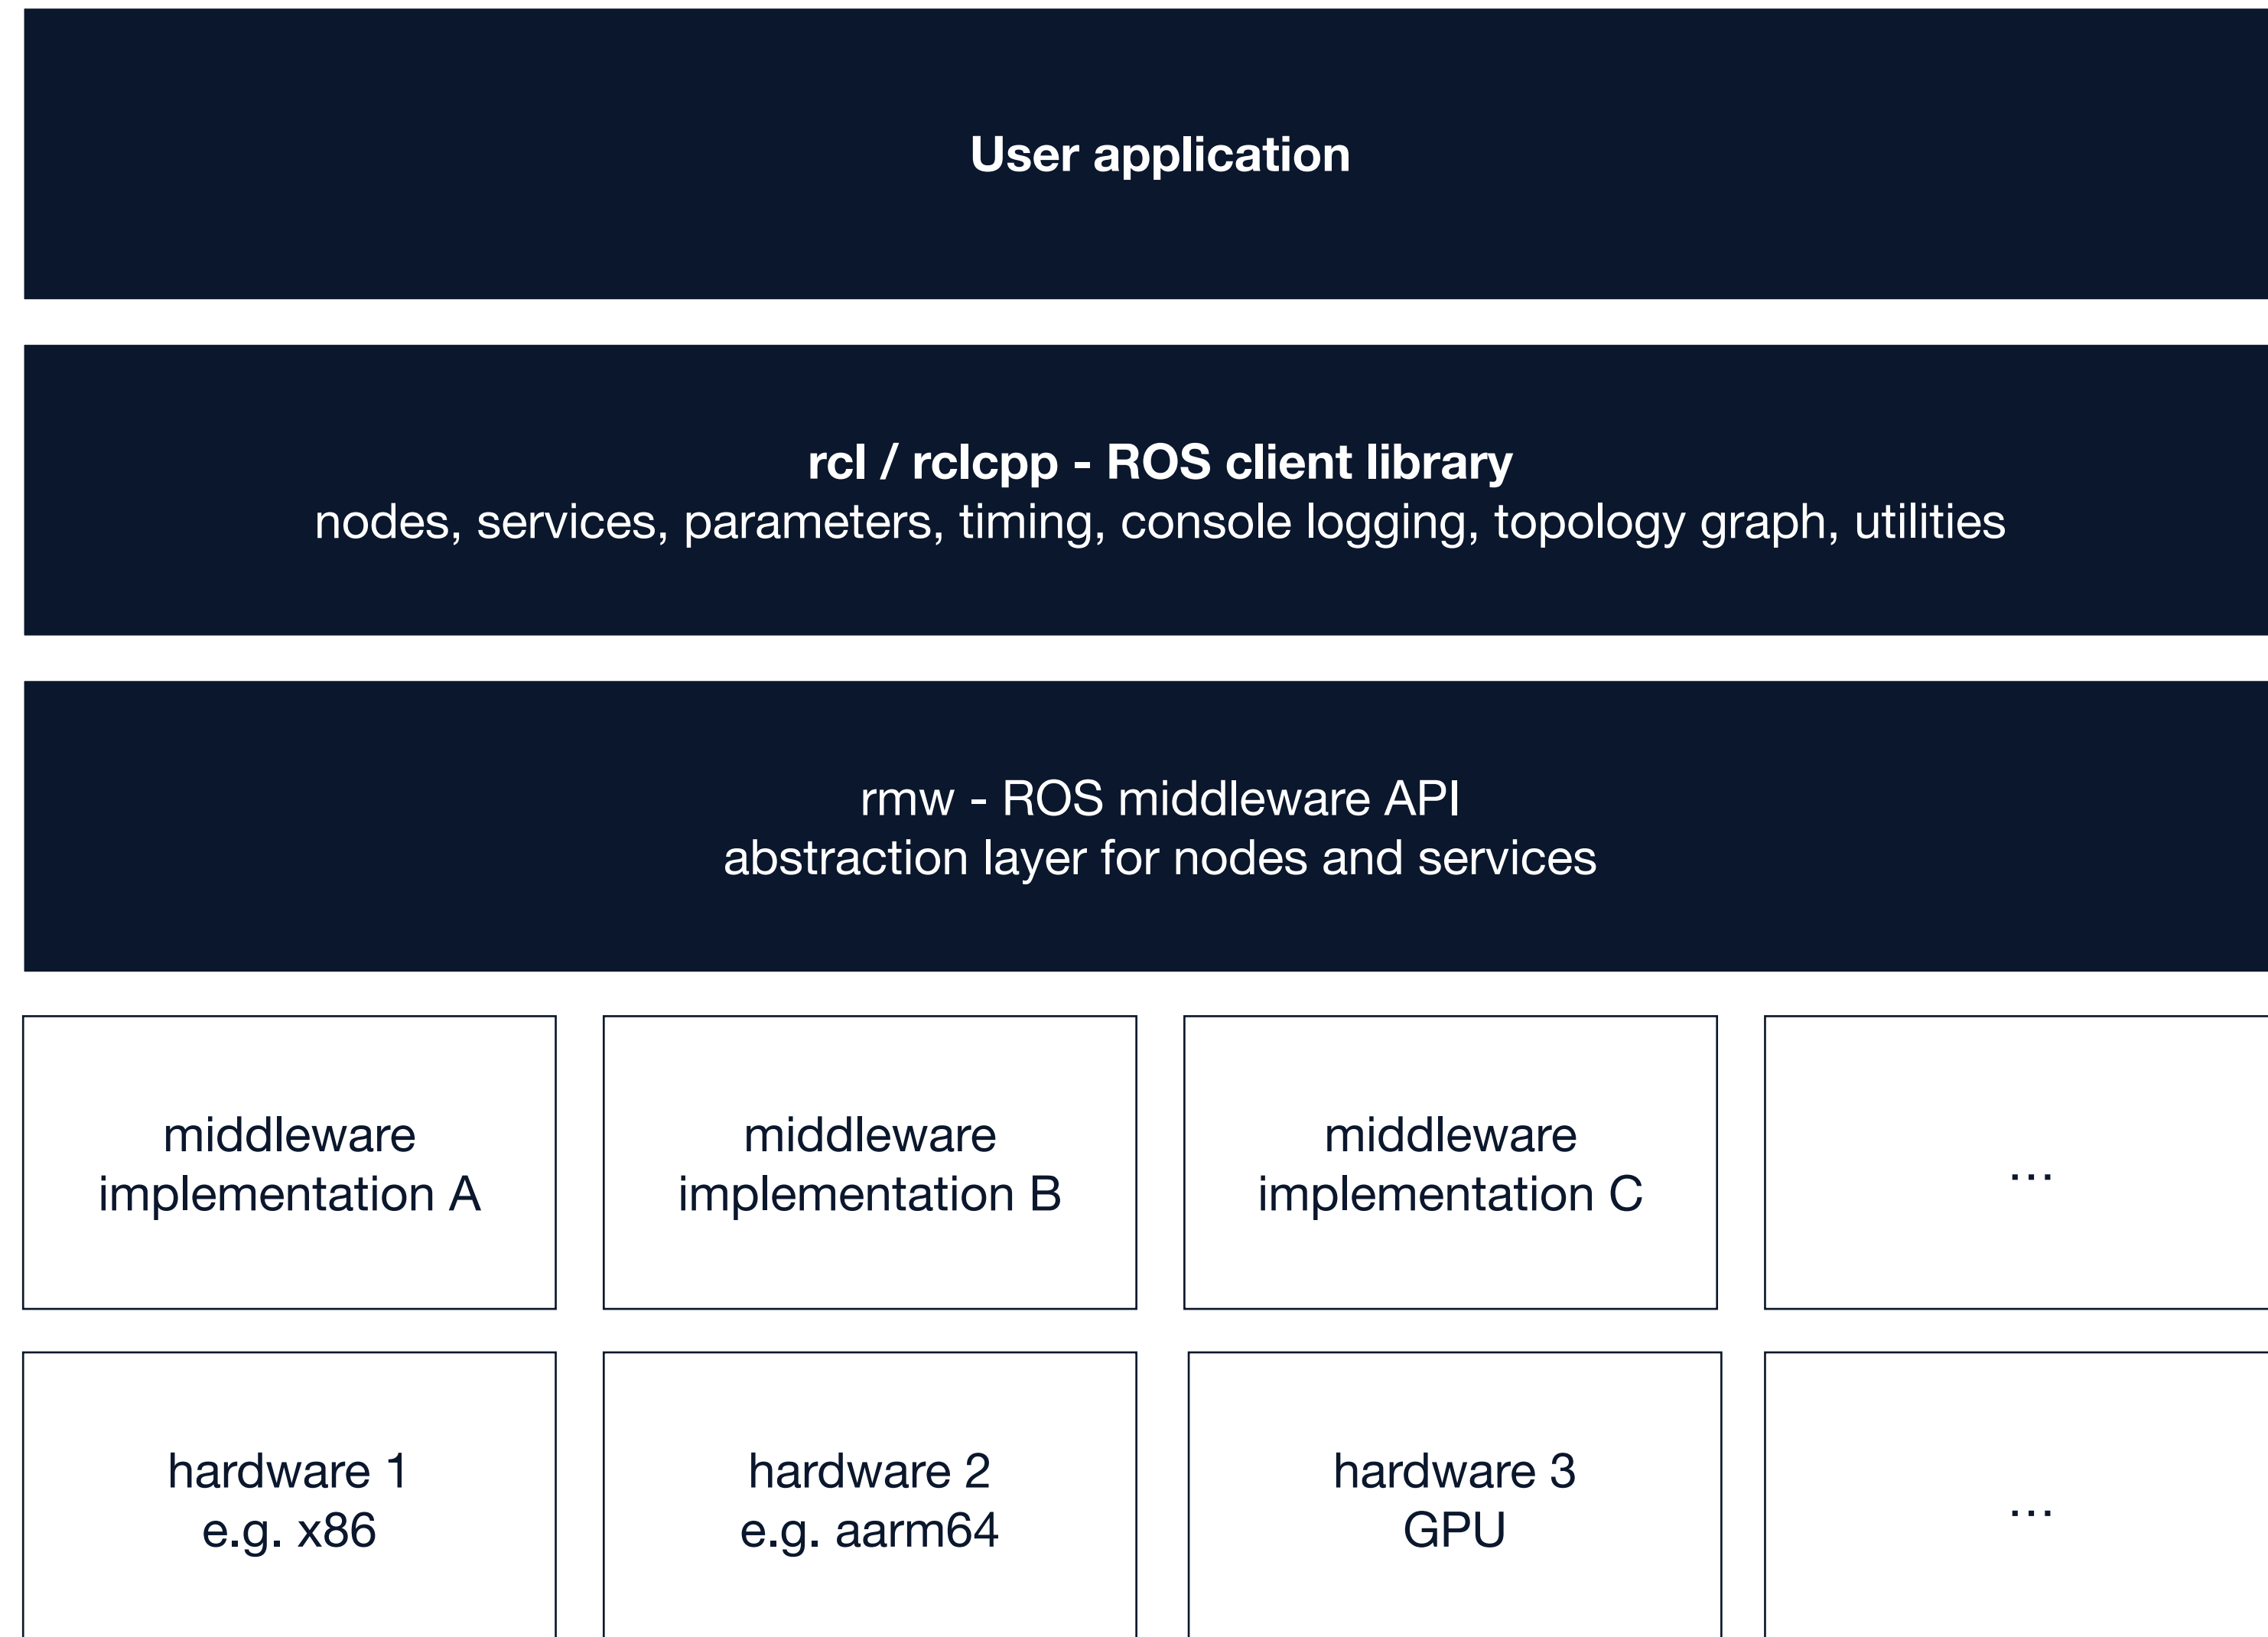 User application
rcl / rclcpp - ROS client library
nodes, services, parameters, timing, console logging, topology graph, utilities
rmw - ROS middleware API
abstraction layer for nodes and services
middleware
implementation A
middleware
implementation B
middleware
implementation C
...
hardware 1
e.g. x86
hardware 2
e.g. aarm64
hardware 3
GPU
...